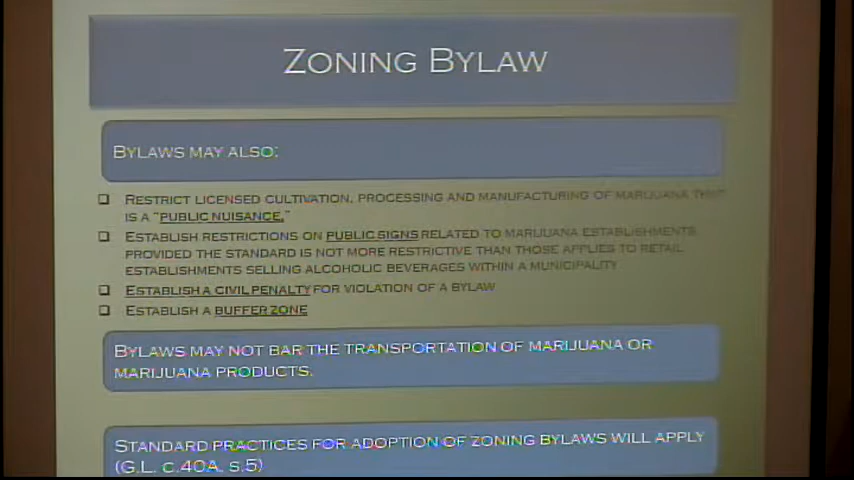 ZONING BYLAW
BYLAWS MAY ALSO:
❑ RESTRICT LICENSED CULTIVATION, PROCESSING AND MANUFACTURING OF MARIJUANA THAT
IS A "PUBLIC NUISANCE."
❑ ESTABLISH RESTRICTIONS ON PUBLIC SIGNS RELATED TO MARIJUANA ESTABLISHMENTS
PROVIDED THE STANDARD IS NOT MORE RESTRICTIVE THAN THOSE APPLIES TO RETAIL
ESTABLISHMENTS SELLING ALCOHOLIC BEVERAGES WITHIN A MUNICIPALITY
❑ ESTABLISH A CIVIL PENALTY FOR VIOLATION OF A BYLAW
❑ ESTABLISH A BUFFER ZONE
BYLAWS MAY NOT BAR THE TRANSPORTATION OF MARIJUANA OR
MARIJUANA PRODUCTS.
STANDARD PRACTICES FOR ADOPTION OF ZONING BYLAWS WILL APPLY
(G.L. C.40A, S.5)